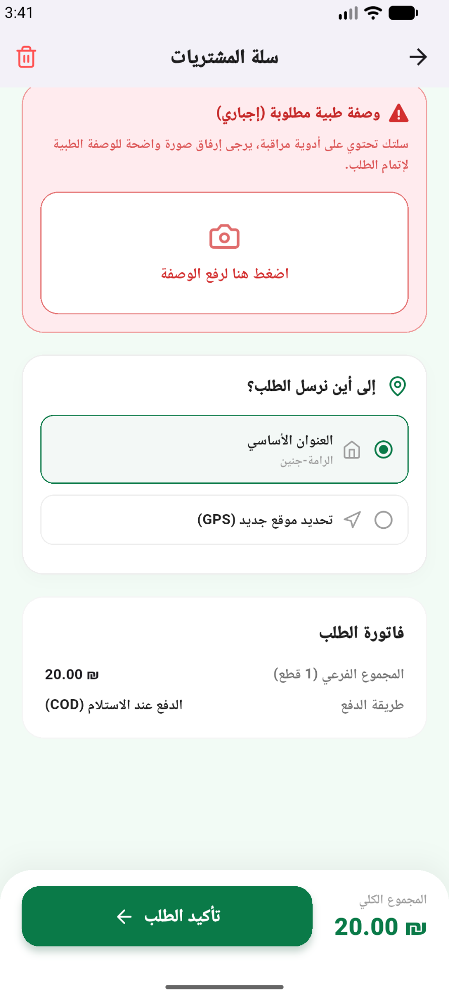 3:41
سلة المشتريات
وصفة طبية مطلوبة (إجباري)
سلتك تحتوي على أدوية مراقبة، يرجى إرفاق صورة واضحة للوصفة الطبية
لإتمام الطلب.
اضغط هنا لرفع الوصفة
إلى أين نرسل الطلب؟
العنوان الأساسي
الرامة-جنين
تحديد موقع جديد (GPS)
فاتورة الطلب
المجموع الفرعي (1 قطع) 20.00 ₪
طريقة الدفع الدفع عند الاستلام (COD)
المجموع الكلي
20.00 ₪
تأكيد الطلب